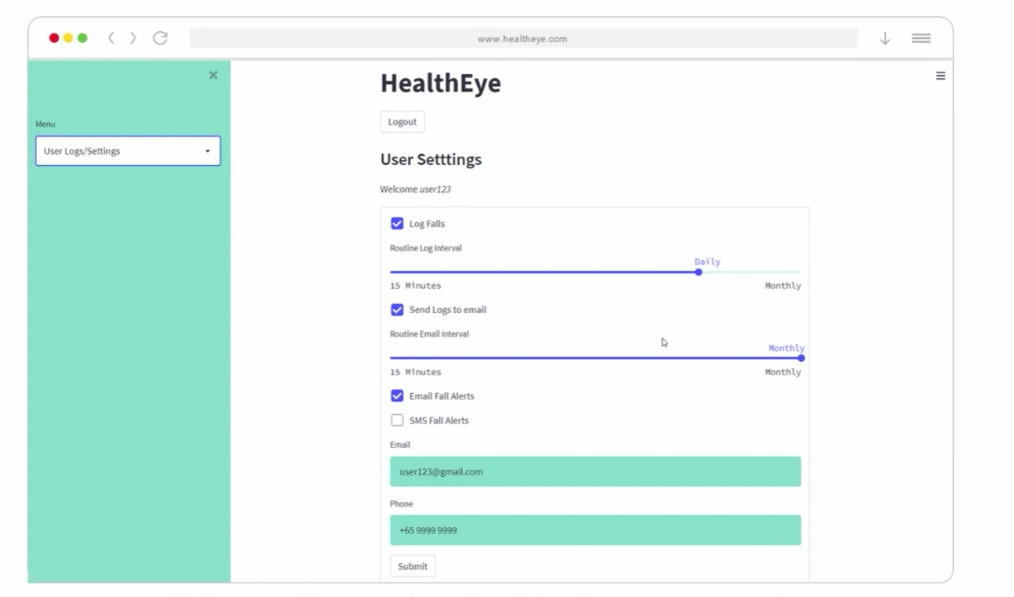 www.healtheye.com
Menu
User Logs/Settings
HealthEye
Logout
User Setttings
Welcome user123
Log Falls
Routine Log Interval
Daily
15 Minutes Monthly
Send Logs to email
Routine Email Interval
Monthly
15 Minutes Monthly
Email Fall Alerts
SMS Fall Alerts
Email
user123@gmail.com
Phone
+65 9999 9999
Submit